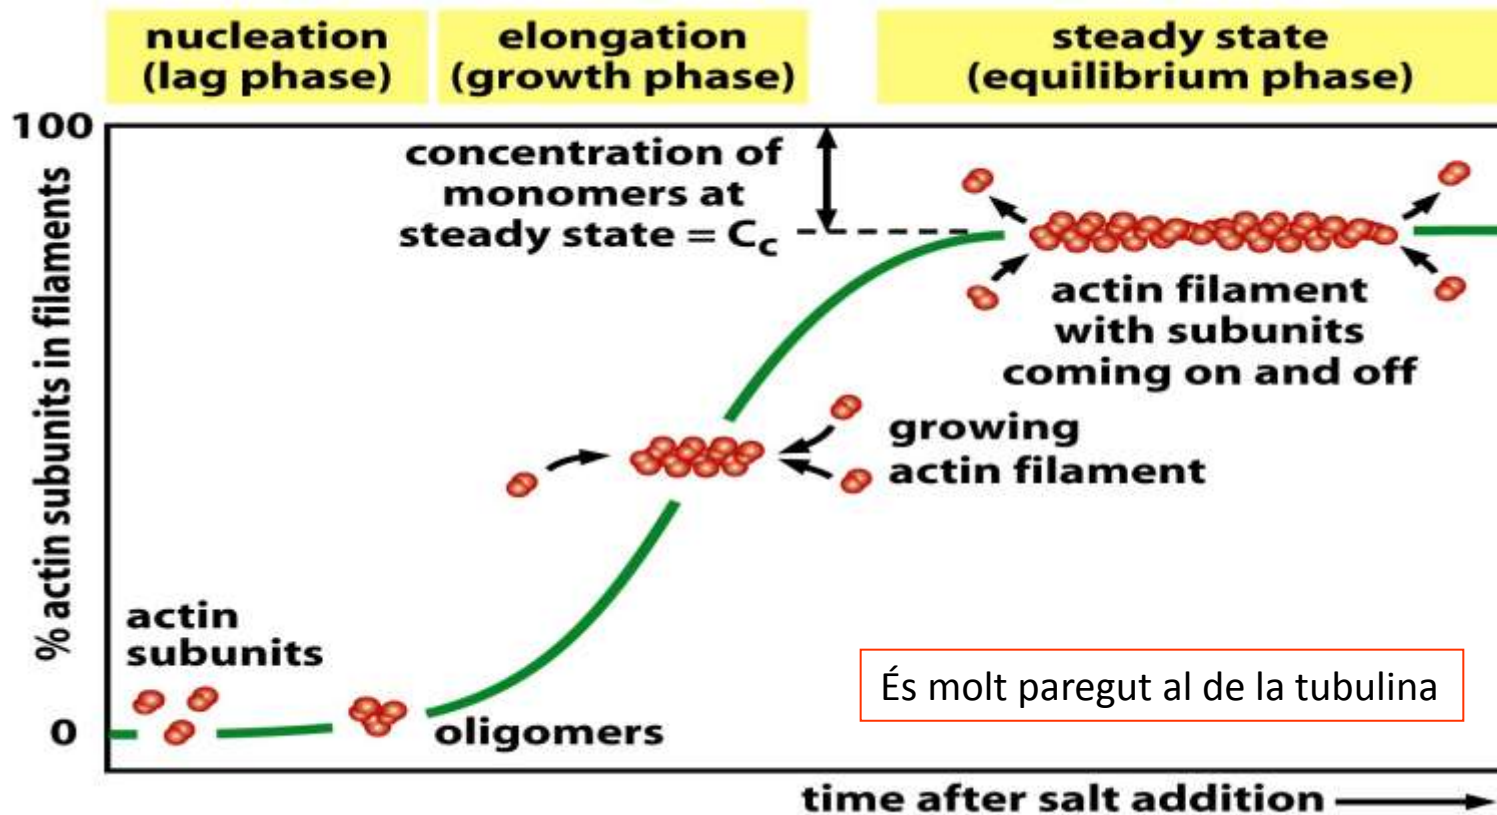 nucleation
(lag phase)
elongation
(growth phase)
steady state
(equilibrium phase)
100
concentration of
monomers at
steady state = Cc
actin filament
with subunits
coming on and off
growing
actin filament
% actin subunits in filaments
actin
subunits
És molt paregut al de la tubulina
0
oligomers
time after salt addition